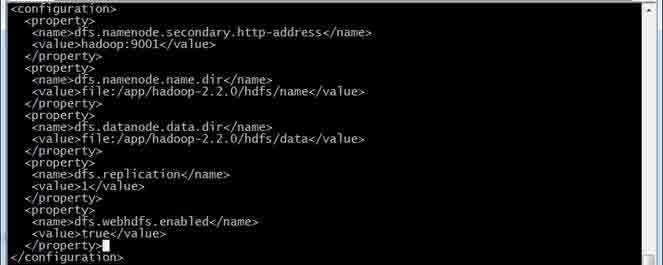 <configuration>
  <property>
   <name>dfs.namenode.secondary.http-address</name>
   <value>hadoop:9001</value>
  </property>
  <property>
   <name>dfs.namenode.name.dir</name>
   <value>file:/app/hadoop-2.2.0/hdfs/name</value>
  </property>
  <property>
   <name>dfs.datanode.data.dir</name>
   <value>file:/app/hadoop-2.2.0/hdfs/data</value>
  </property>
  <property>
   <name>dfs.replication</name>
   <value>1</value>
  </property>
  <property>
   <name>dfs.webhdfs.enabled</name>
   <value>true</value>
  </property>
</configuration>